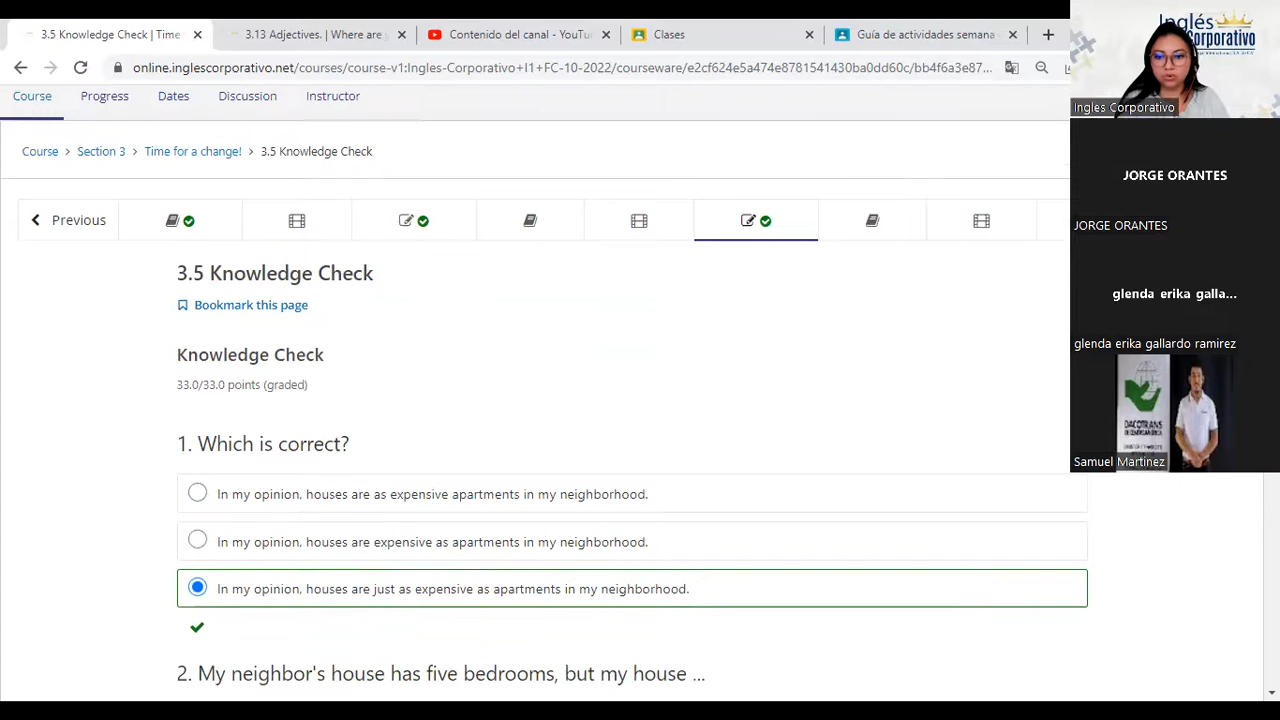 3.5 Knowledge Check | Time
3.13 Adjectives. | Where are
Contenido del canal - YouTu
Clases
Guía de actividades semana
online.inglescorporativo.net/courses/course-v1:Ingles-Corporativo+I1-FC-10-2022/courseware/e2cf624e5a474e8781541430ba0dd60c/bb4f6a3e87...
Course Progress Dates Discussion Instructor
Course > Section 3 > Time for a change! > 3.5 Knowledge Check
Previous
3.5 Knowledge Check
Bookmark this page
Knowledge Check
33.0/33.0 points (graded)
1. Which is correct?
In my opinion, houses are as expensive apartments in my neighborhood.
In my opinion, houses are expensive as apartments in my neighborhood.
In my opinion, houses are just as expensive as apartments in my neighborhood.
2. My neighbor's house has five bedrooms, but my house ...
Inglés
Corporativo
Ingles Corporativo
JORGE ORANTES
JORGE ORANTES
glenda erika galla...
glenda erika gallardo ramirez
DACOTRANS
Samuel Martinez